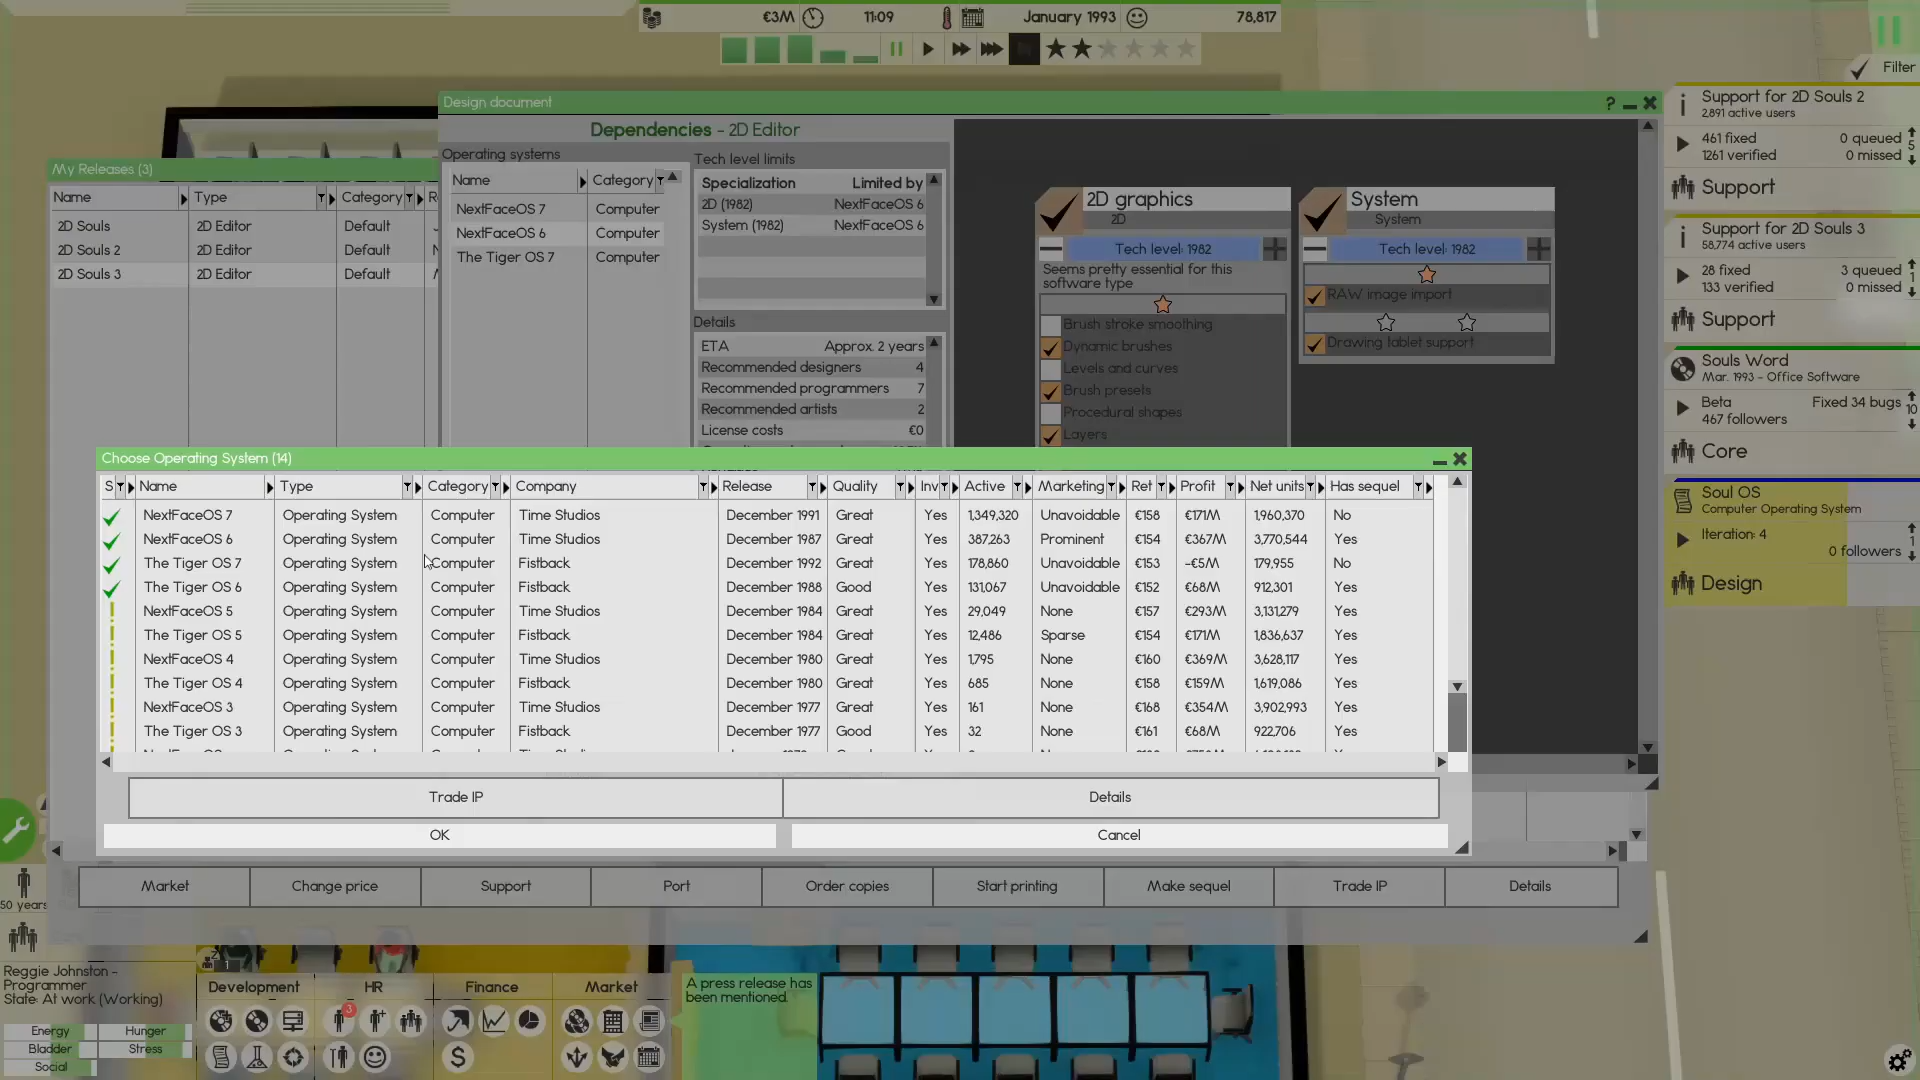 €3M
11:09
January 1993
78,817
Filter
Design document
?
Dependencies - 2D Editor
Operating systems
Name
Category
NextFaceOS 7
Computer
NextFaceOS 6
Computer
The Tiger OS 7
Computer
Tech level limits
Specialization
Limited by
2D (1982)
NextFaceOS 6
System (1982)
NextFaceOS 6
Details
ETA
Approx. 2 years
Recommended designers
4
Recommended programmers
7
Recommended artists
2
License costs
€0
2D graphics
2D
Tech level: 1982
Seems pretty essential for this
software type
Brush stroke smoothing
Dynamic brushes
Levels and curves
Brush presets
Procedural shapes
Layers
System
System
Tech level: 1982
RAW image import
Drawing tablet support
My Releases (3)
Name
Type
Category
2D Souls
2D Editor
Default
2D Souls 2
2D Editor
Default
2D Souls 3
2D Editor
Default
Support for 2D Souls 2
2,891 active users
461 fixed
0 queued
1261 verified
0 missed
5
Support
Support for 2D Souls 3
58,774 active users
28 fixed
3 queued
133 verified
0 missed
1
Support
Souls Word
Mar. 1993 - Office Software
Beta
Fixed 34 bugs
467 followers
10
Core
Soul OS
Computer Operating System
Iteration: 4
0 followers
1
Design
Choose Operating System (14)
S Name Type Category Company Release Quality Inv Active Marketing Ret Profit Net units Has sequel
NextFaceOS 7 Operating System Computer Time Studios December 1991 Great Yes 1,349,320 Unavoidable €158 €171M 1,960,370 No
NextFaceOS 6 Operating System Computer Time Studios December 1987 Great Yes 387,263 Prominent €154 €367M 3,770,544 Yes
The Tiger OS 7 Operating System Computer Fistback December 1992 Great Yes 178,860 Unavoidable €153 -€5M 179,955 No
The Tiger OS 6 Operating System Computer Fistback December 1988 Good Yes 131,067 Unavoidable €152 €68M 912,301 Yes
NextFaceOS 5 Operating System Computer Time Studios December 1984 Great Yes 29,049 None €157 €293M 3,131,279 Yes
The Tiger OS 5 Operating System Computer Fistback December 1984 Great Yes 12,486 Sparse €154 €171M 1,836,637 Yes
NextFaceOS 4 Operating System Computer Time Studios December 1980 Great Yes 1,795 None €160 €369M 3,628,117 Yes
The Tiger OS 4 Operating System Computer Fistback December 1980 Great Yes 685 None €158 €159M 1,619,086 Yes
NextFaceOS 3 Operating System Computer Time Studios December 1977 Great Yes 161 None €168 €354M 3,902,993 Yes
The Tiger OS 3 Operating System Computer Fistback December 1977 Good Yes 32 None €161 €68M 922,706 Yes
Trade IP
Details
OK
Cancel
Market
Change price
Support
Port
Order copies
Start printing
Make sequel
Trade IP
Details
50 years
Reggie Johnston -
Programmer
State: At work (Working)
Energy
Hunger
Bladder
Stress
Social
2
1
Development
HR
Finance
Market
3
A press release has
been mentioned.